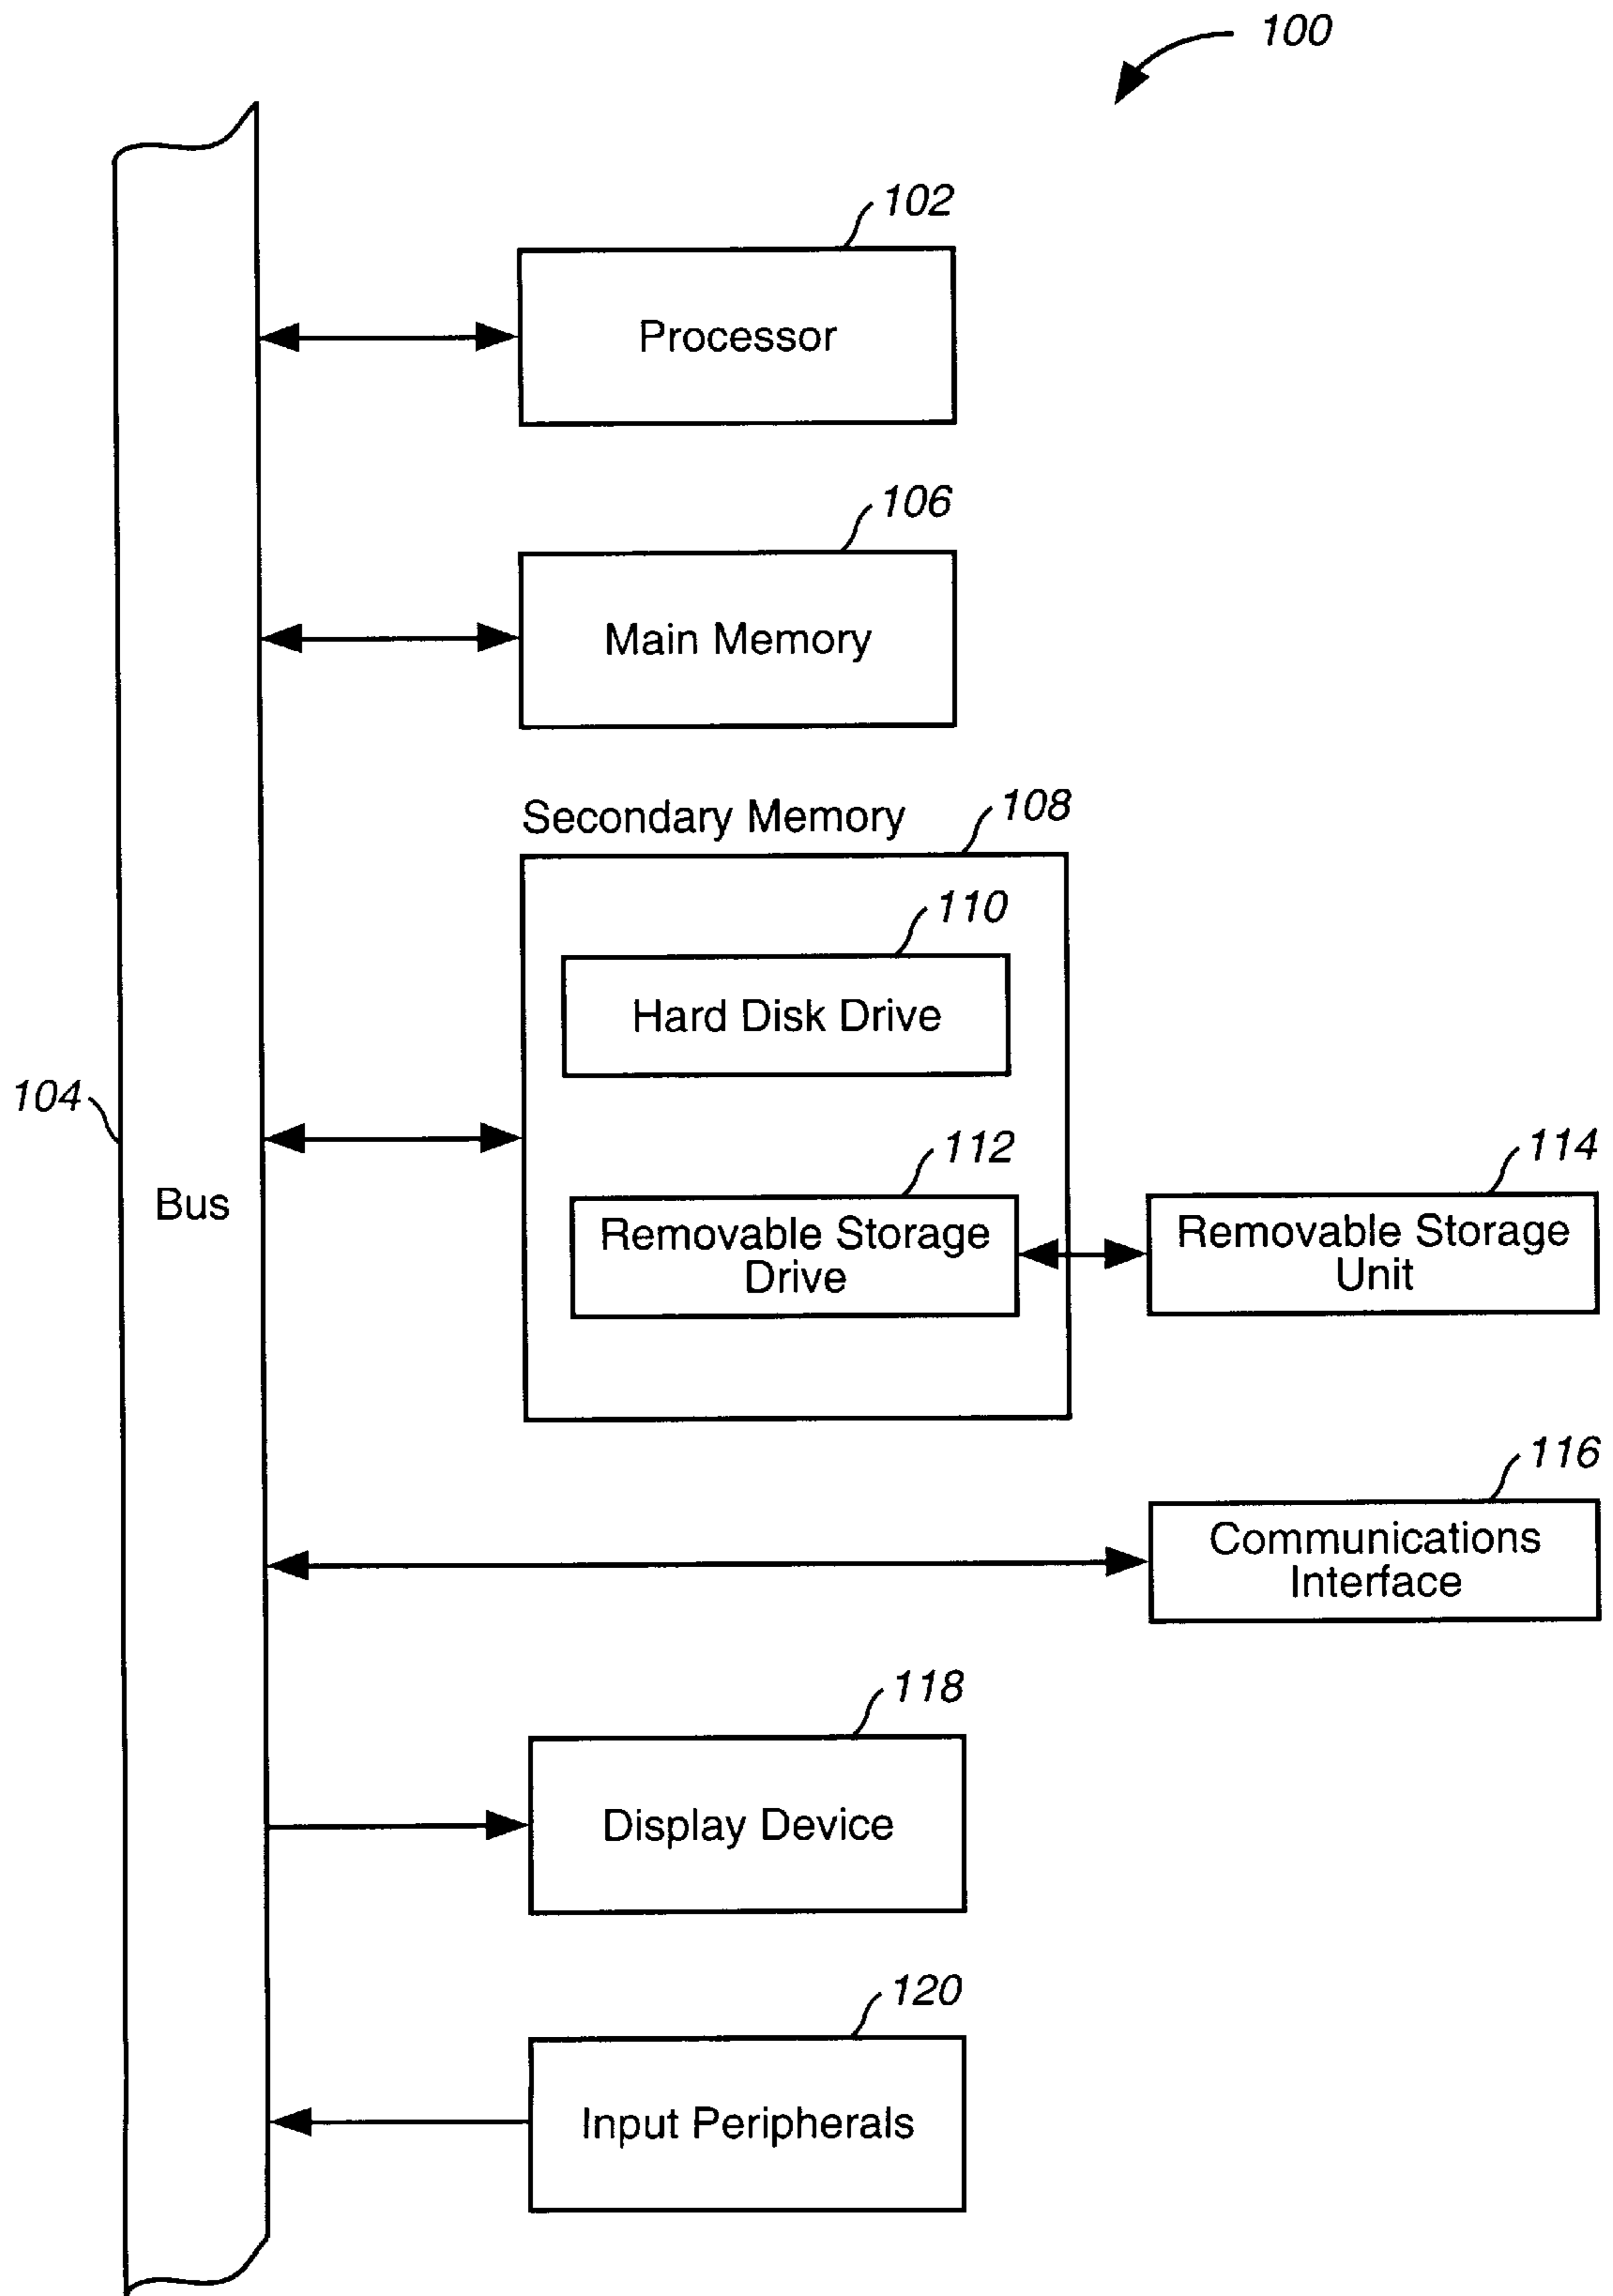 100
102
Processor
106
Main Memory
Secondary Memory
108
110
Hard Disk Drive
104
Bus
112
Removable Storage
Drive
114
Removable Storage
Unit
116
Communications
Interface
118
Display Device
120
Input Peripherals